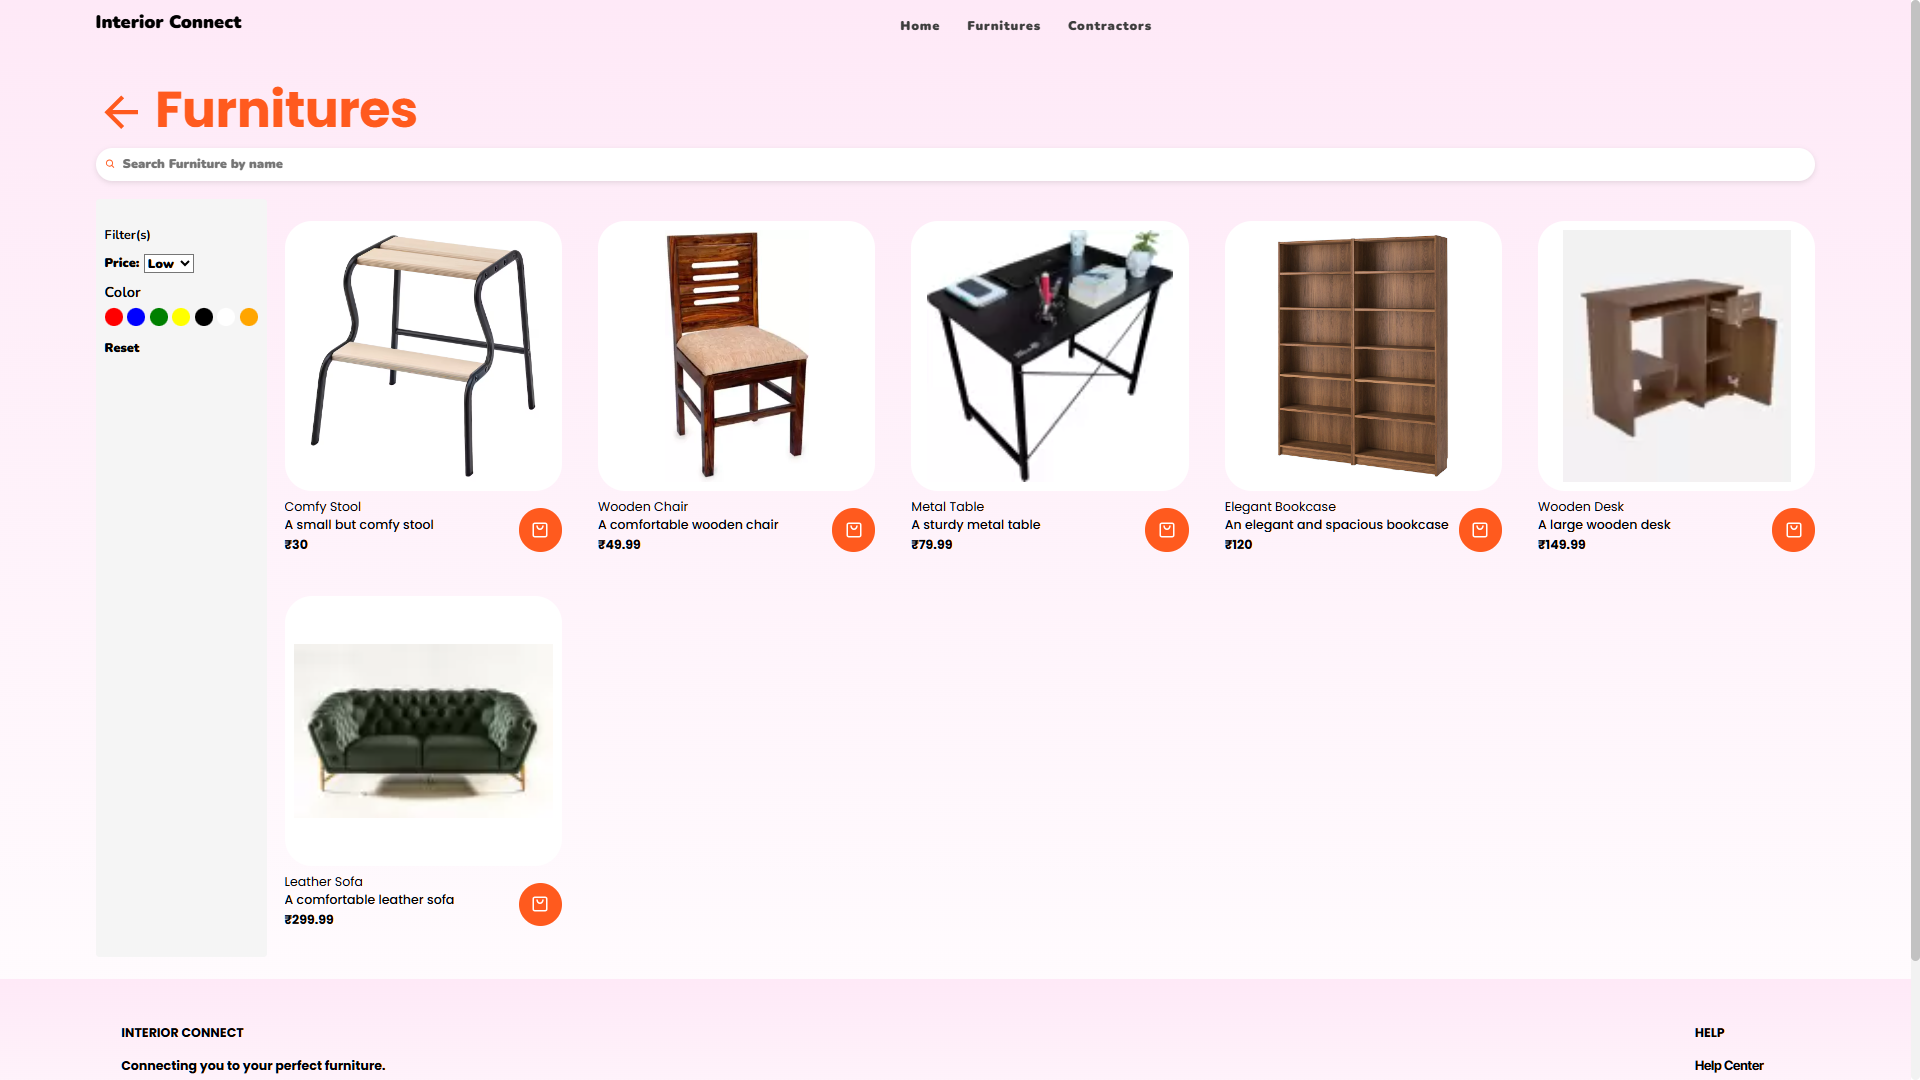 Interior Connect
Home
Furnitures
Contractors
Furnitures
Search Furniture by name
Filter(s)
Price: Low
Color
Reset
Comfy Stool
A small but comfy stool
₹30
Wooden Chair
A comfortable wooden chair
₹49.99
Metal Table
A sturdy metal table
₹79.99
Elegant Bookcase
An elegant and spacious bookcase
₹120
Wooden Desk
A large wooden desk
₹149.99
Leather Sofa
A comfortable leather sofa
₹299.99
INTERIOR CONNECT
Connecting you to your perfect furniture.
HELP
Help Center